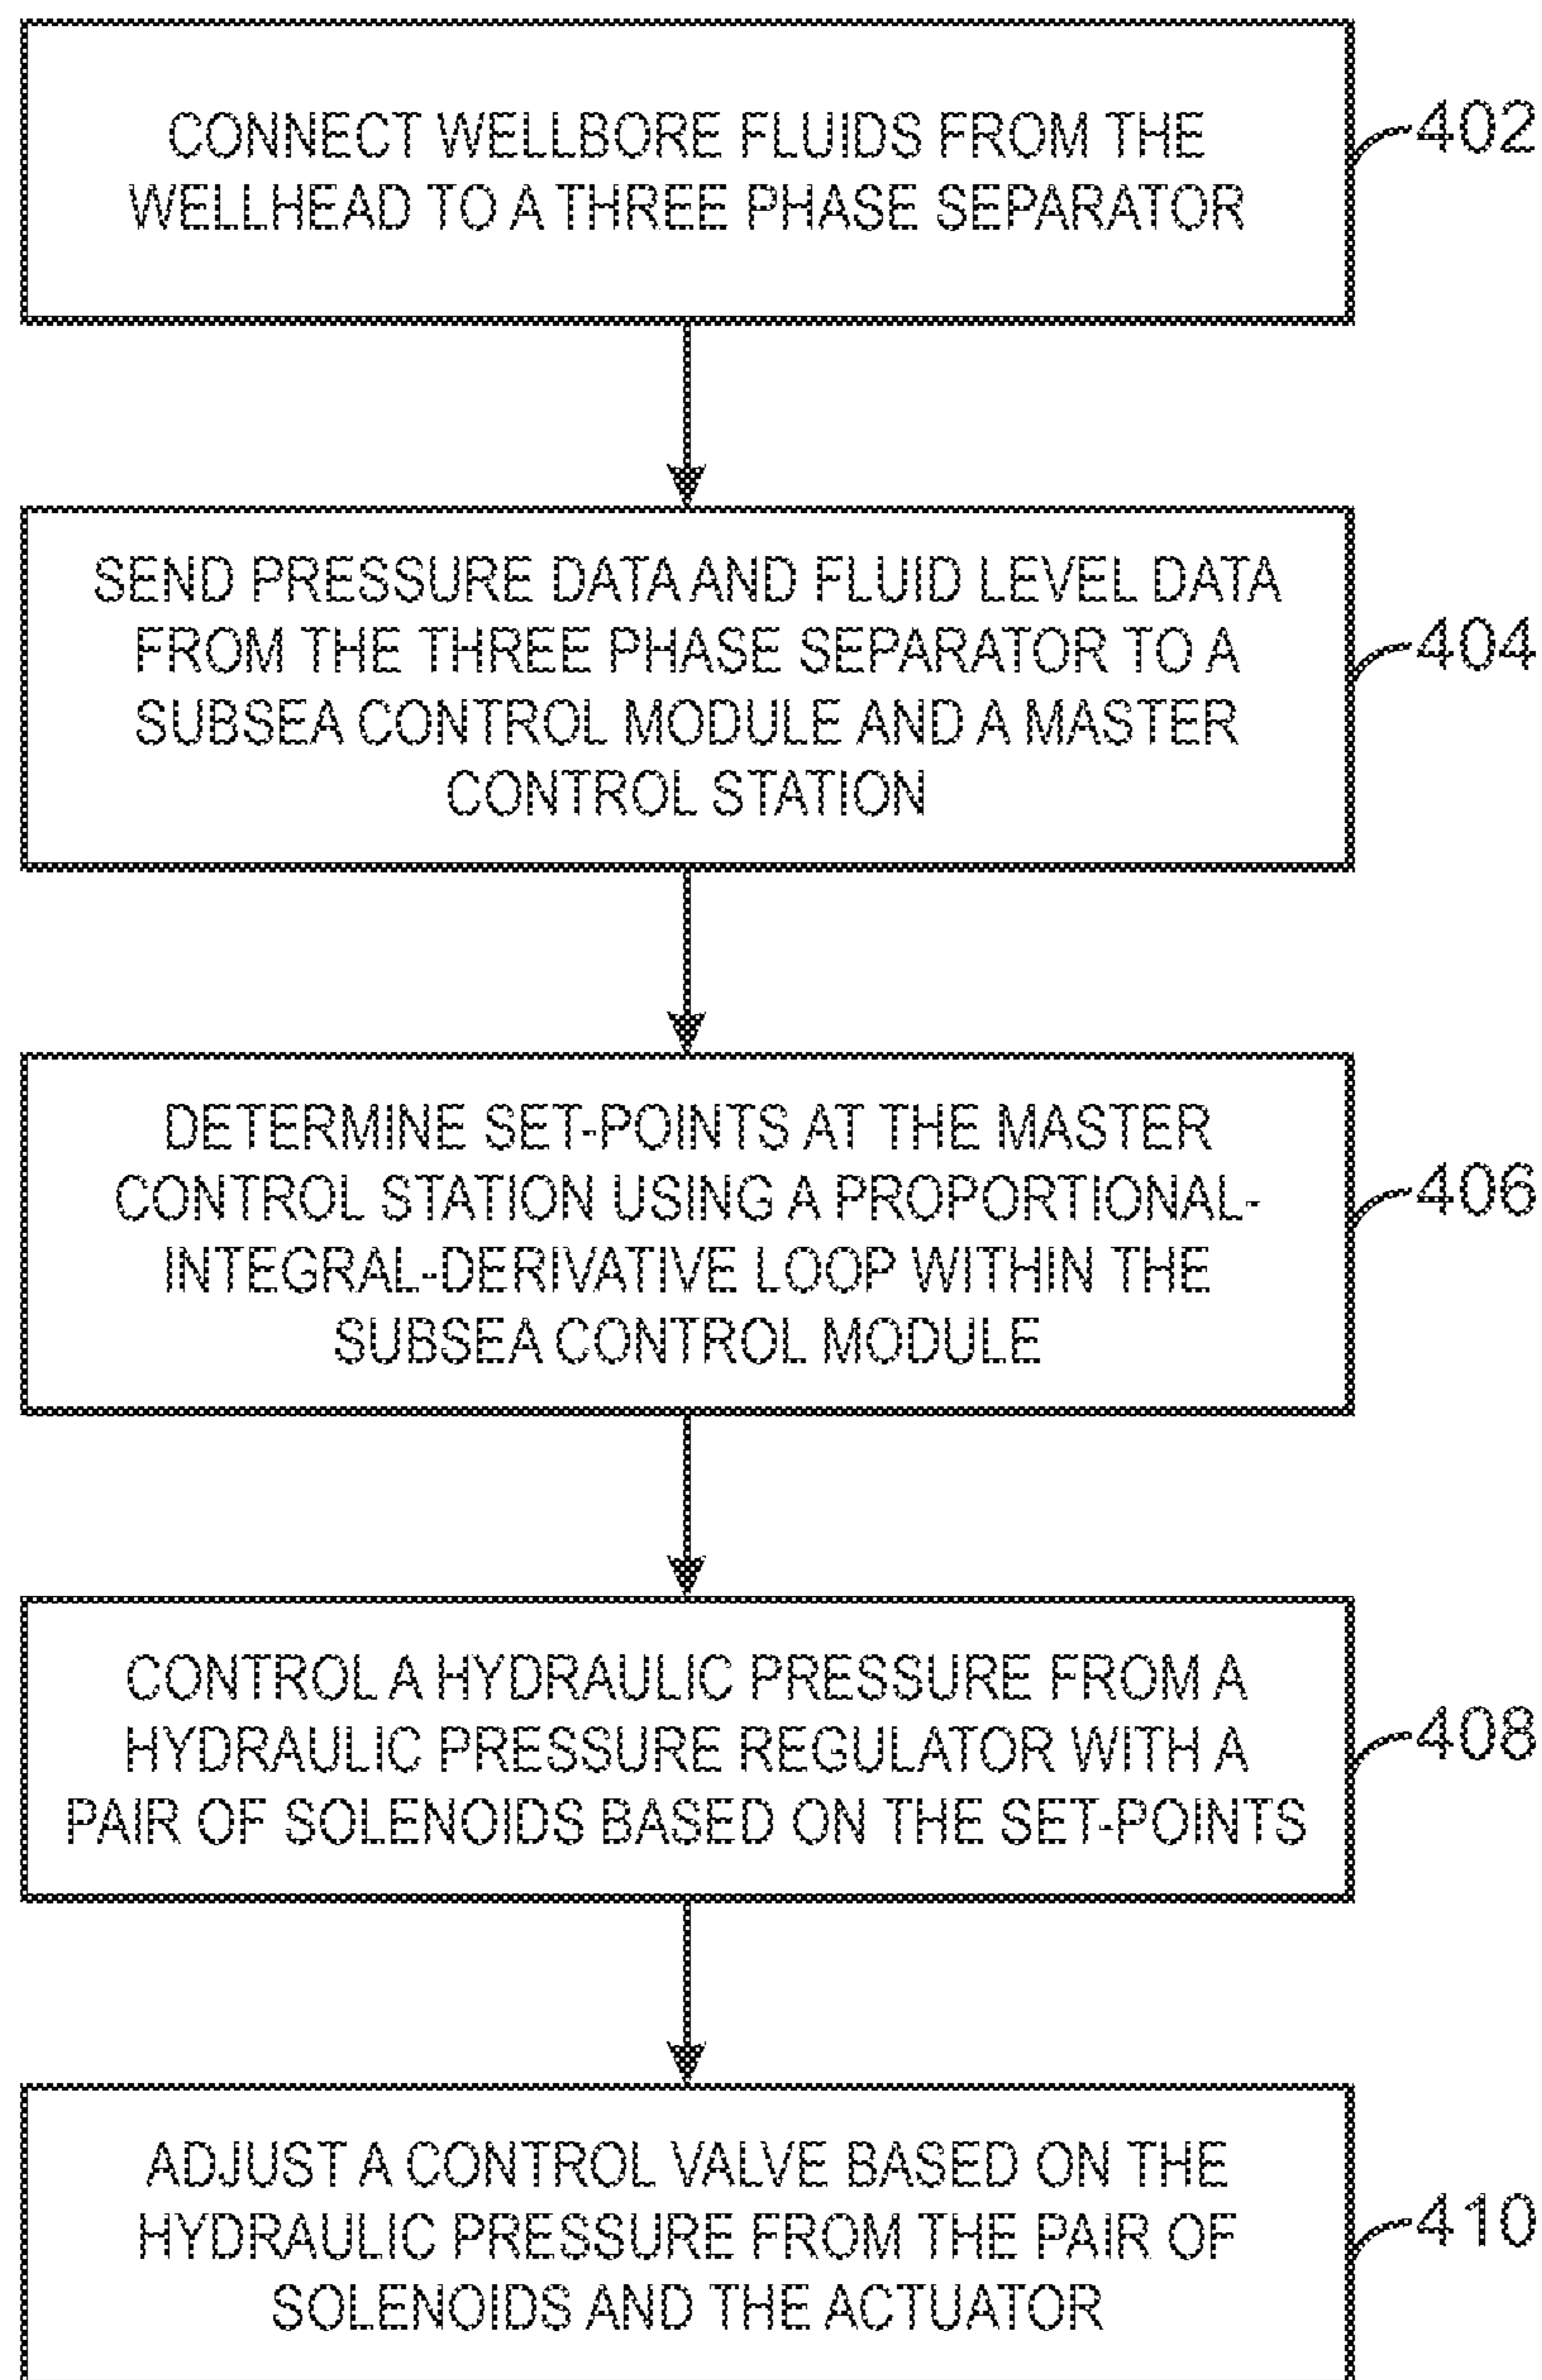 CONNECT WELLBORE FLUIDS FROM THE
WELLHEAD TO A THREE PHASE SEPARATOR
402
SEND PRESSURE DATA AND FLUID LEVEL DATA
FROM THE THREE PHASE SEPARATOR TO A
SUBSEA CONTROL MODULE AND A MASTER
CONTROL STATION
404
DETERMINE SET-POINTS AT THE MASTER
CONTROL STATION USING A PROPORTIONAL-
INTEGRAL-DERIVATIVE LOOP WITHIN THE
SUBSEA CONTROL MODULE
406
CONTROL A HYDRAULIC PRESSURE FROM A
HYDRAULIC PRESSURE REGULATOR WITH A
PAIR OF SOLENOIDS BASED ON THE SET-POINTS
408
ADJUST A CONTROL VALVE BASED ON THE
HYDRAULIC PRESSURE FROM THE PAIR OF
SOLENOIDS AND THE ACTUATOR
410